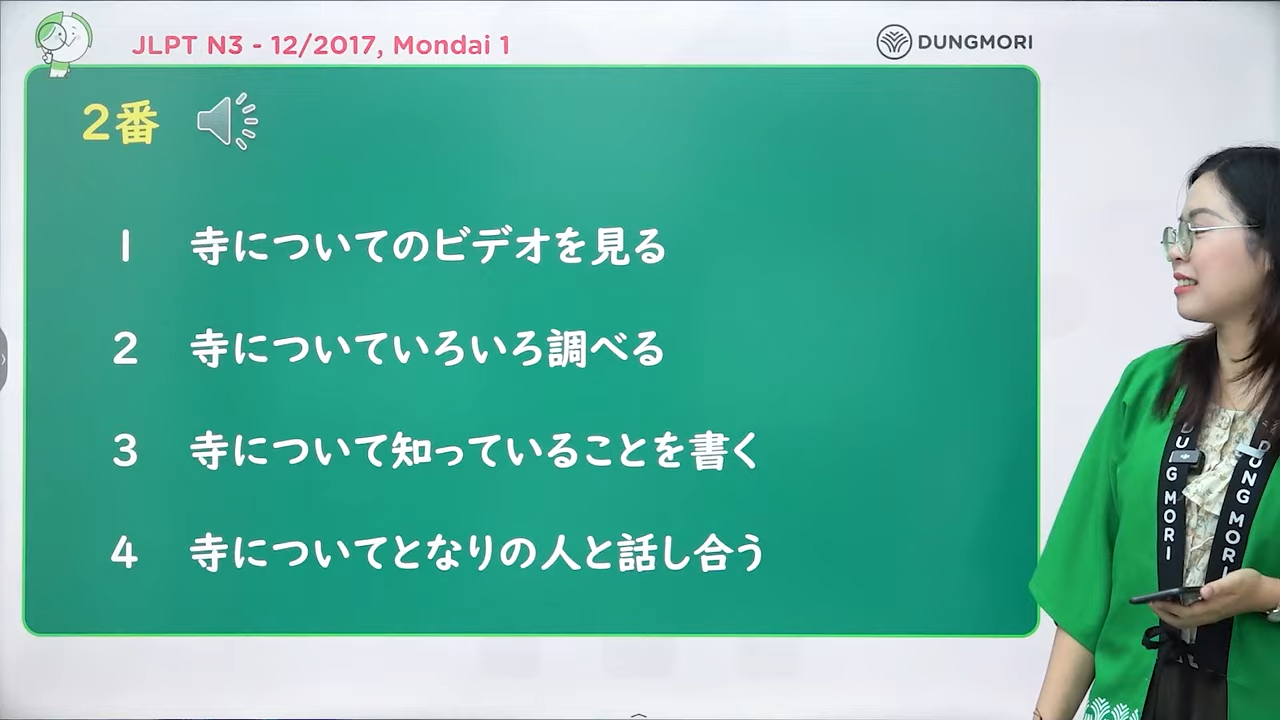 JLPT N3 - 12/2017, Mondai 1
DUNGMORI
2番
1 寺についてのビデオを見る
2 寺についていろいろ調べる
3 寺について知っていることを書く
4 寺についてとなりの人と話し合う
DUNG MORI
DUNG MORI